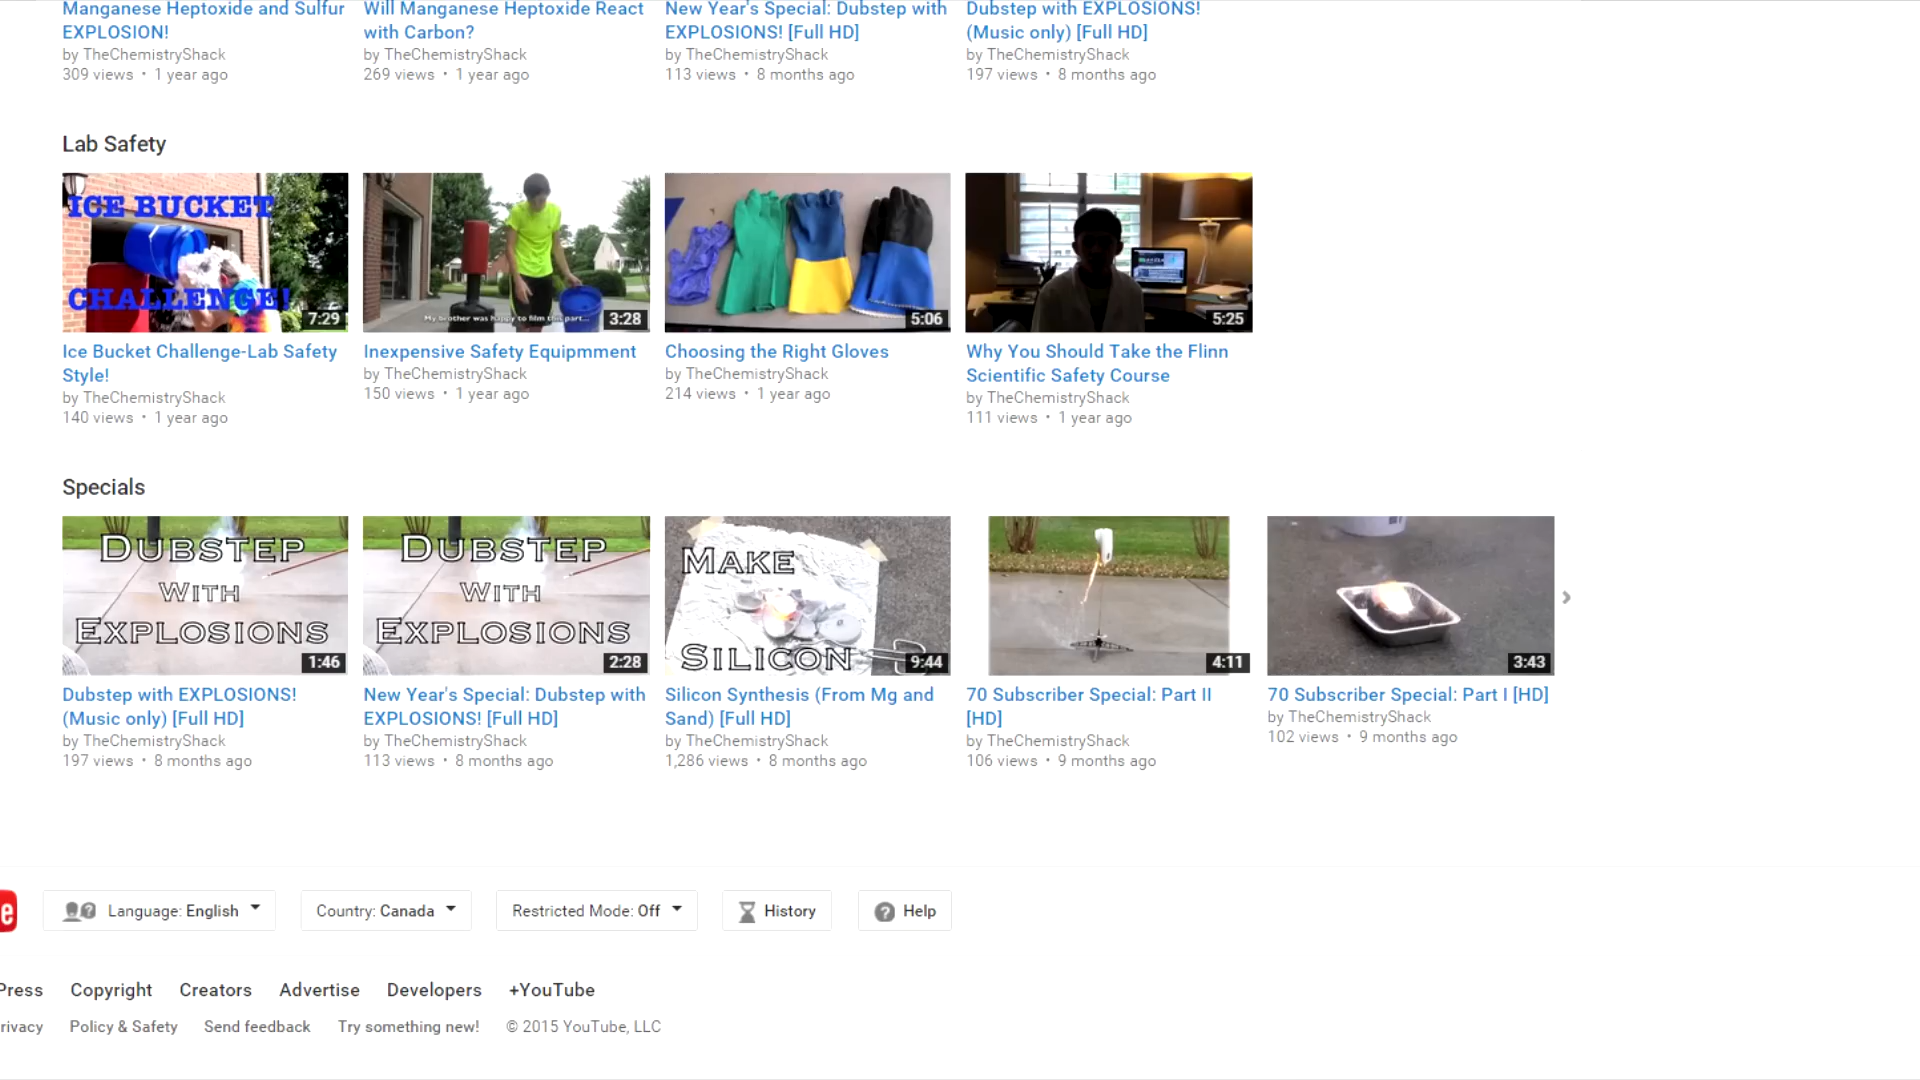 Manganese Heptoxide and Sulfur
EXPLOSION!
by TheChemistryShack
309 views • 1 year ago
Will Manganese Heptoxide React
with Carbon?
by TheChemistryShack
269 views • 1 year ago
New Year's Special: Dubstep with
EXPLOSIONS! [Full HD]
by TheChemistryShack
113 views • 8 months ago
Dubstep with EXPLOSIONS!
(Music only) [Full HD]
by TheChemistryShack
197 views • 8 months ago
Lab Safety
ICE BUCKET
CHALLENGE!
7:29
Ice Bucket Challenge-Lab Safety
Style!
by TheChemistryShack
140 views • 1 year ago
My brother was happy to film this part...
3:28
Inexpensive Safety Equipmment
by TheChemistryShack
150 views • 1 year ago
5:06
Choosing the Right Gloves
by TheChemistryShack
214 views • 1 year ago
5:25
Why You Should Take the Flinn
Scientific Safety Course
by TheChemistryShack
111 views • 1 year ago
Specials
DUBSTEP
WITH
EXPLOSIONS
1:46
Dubstep with EXPLOSIONS!
(Music only) [Full HD]
by TheChemistryShack
197 views • 8 months ago
DUBSTEP
WITH
EXPLOSIONS
2:28
New Year's Special: Dubstep with
EXPLOSIONS! [Full HD]
by TheChemistryShack
113 views • 8 months ago
MAKE
SILICON
9:44
Silicon Synthesis (From Mg and
Sand) [Full HD]
by TheChemistryShack
1,286 views • 8 months ago
4:11
70 Subscriber Special: Part II
[HD]
by TheChemistryShack
106 views • 9 months ago
3:43
70 Subscriber Special: Part I [HD]
by TheChemistryShack
102 views • 9 months ago
e Language: English Country: Canada Restricted Mode: Off History Help
Press Copyright Creators Advertise Developers +YouTube
rivacy Policy & Safety Send feedback Try something new! © 2015 YouTube, LLC